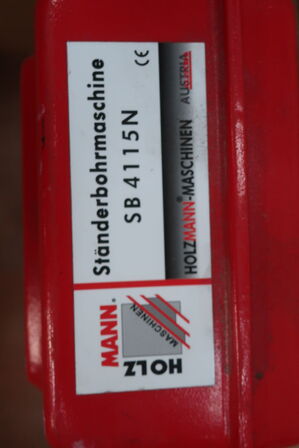 HOLZ
MASCHINEN
MANN®
Ständerbohrmaschine
SB 4115N
CE
HOLZMANN-MASCHINEN® AUSTRIA